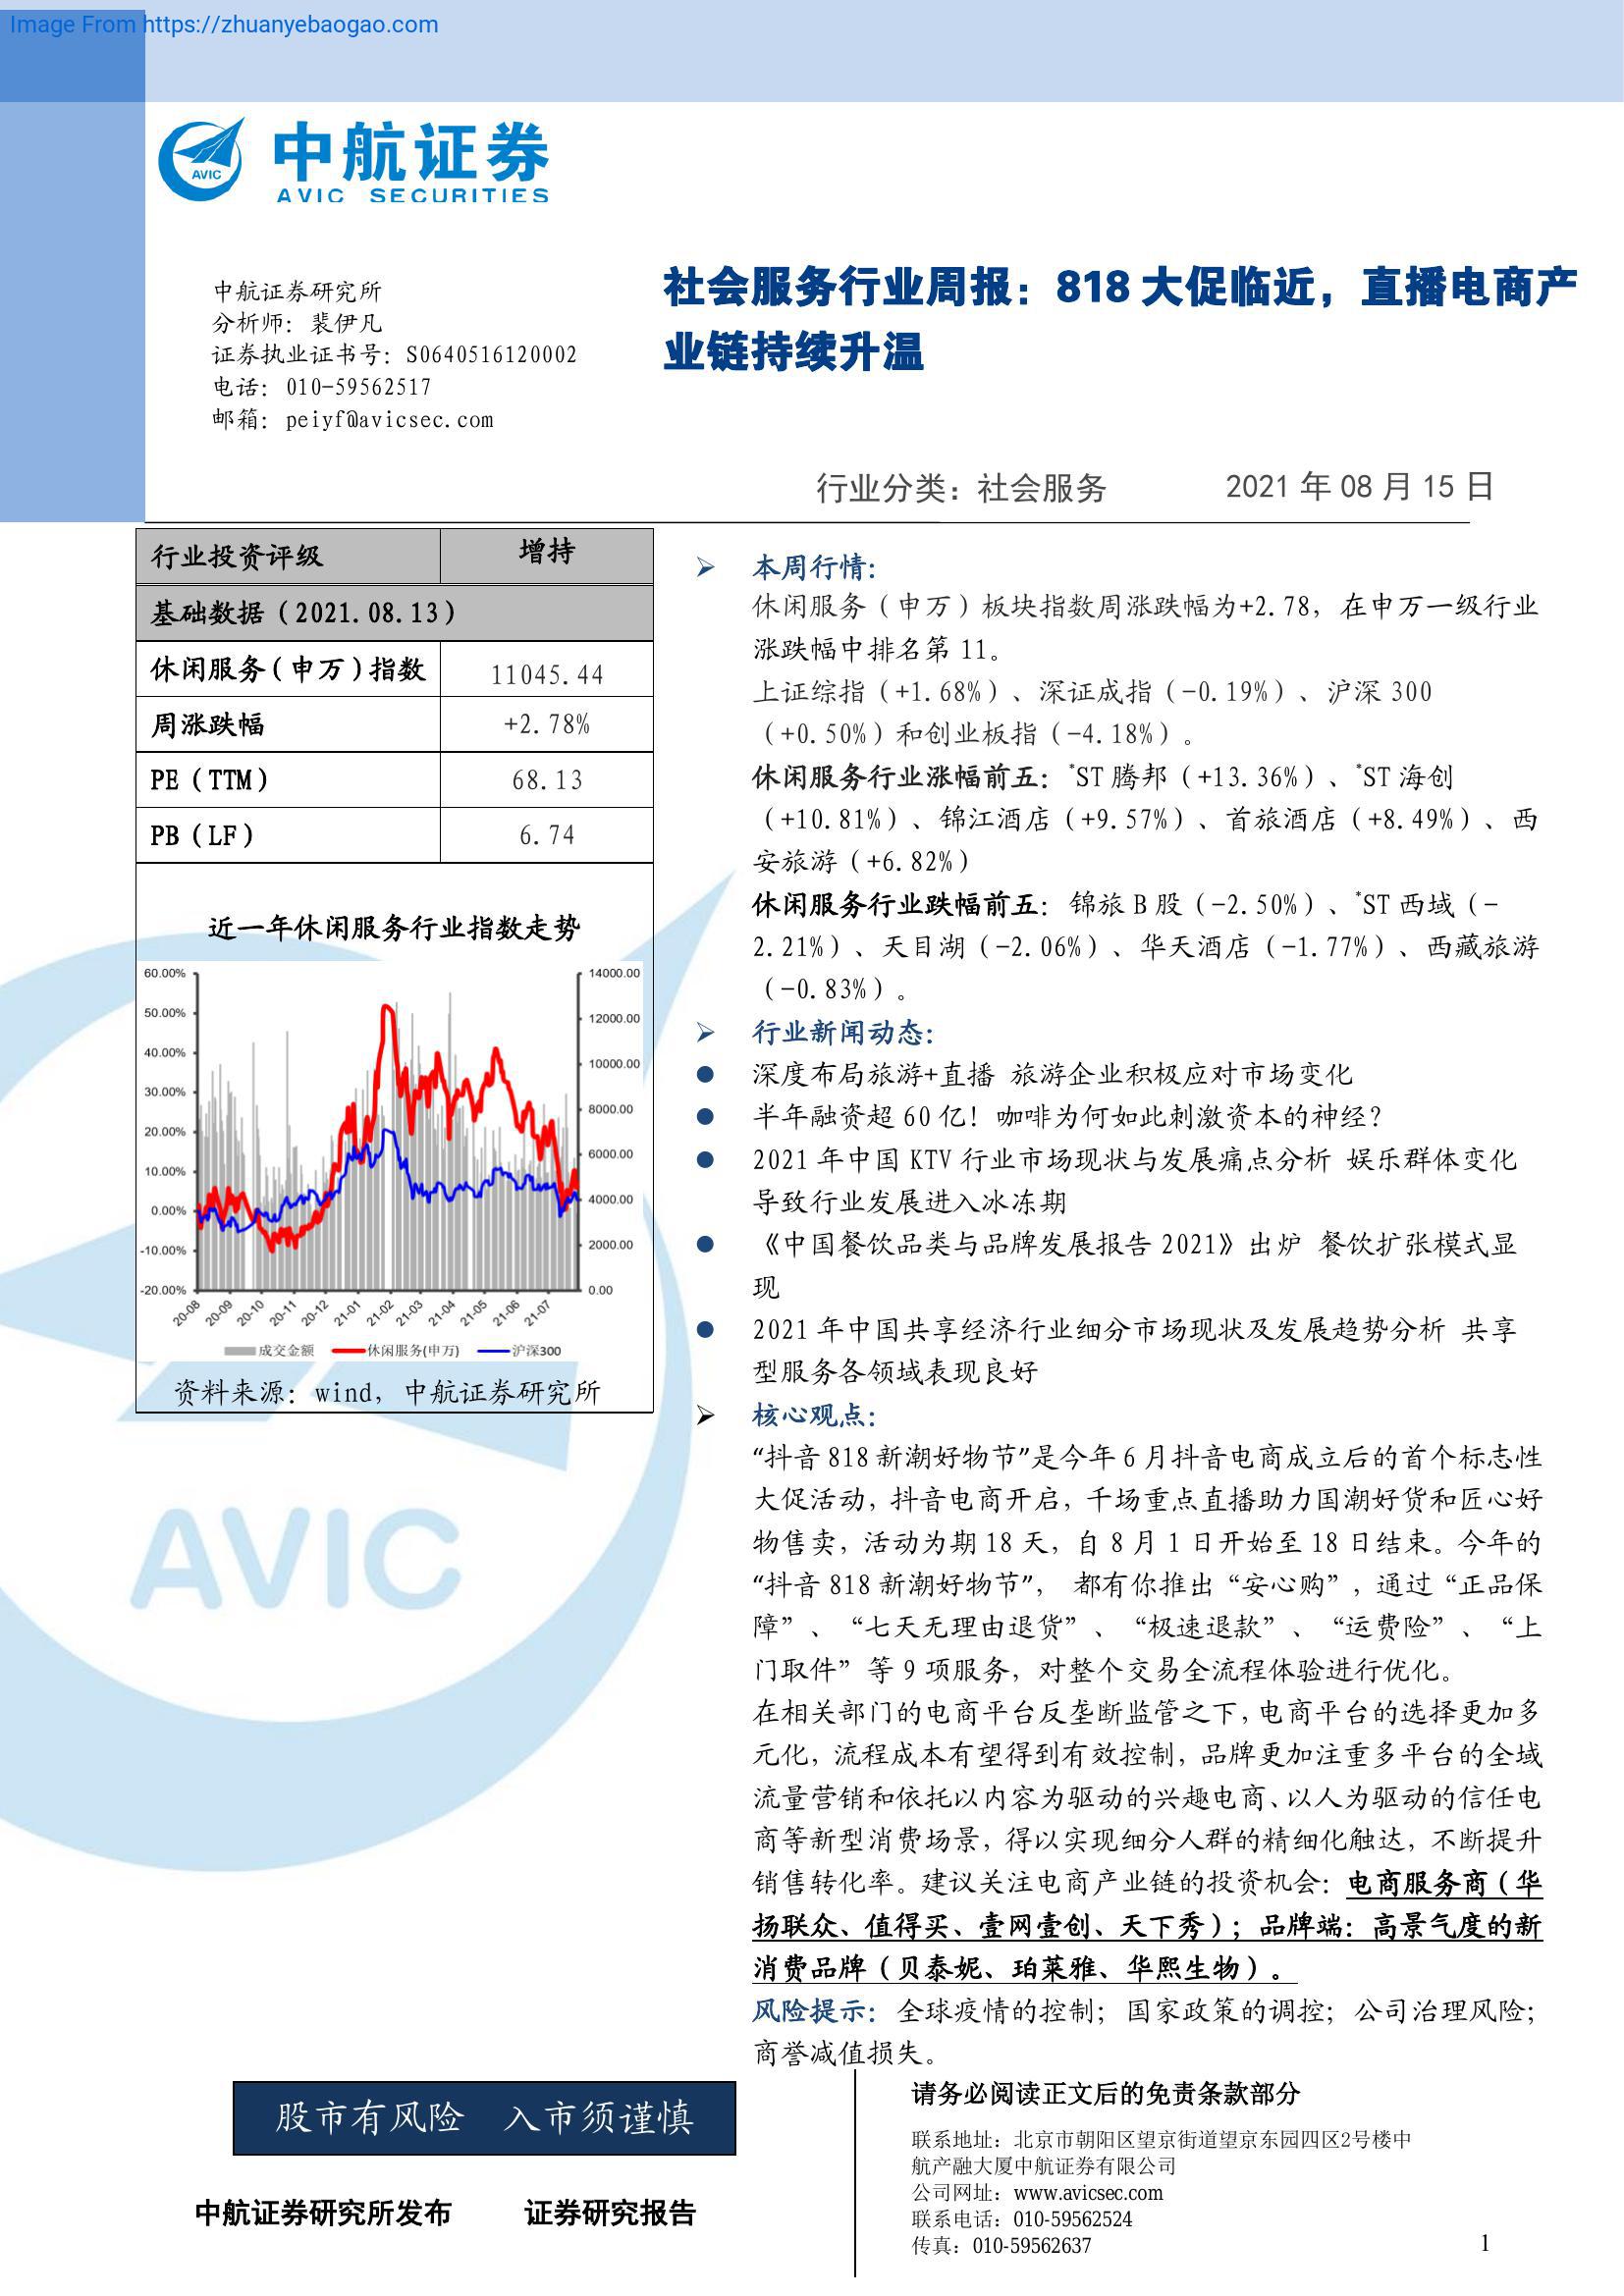 Image From https://zhuanyebaogao.com
中航证券
AVIC SECURITIES
AVIC
中航证券研究所
分析师：裴伊凡
证券执业证书号：S0640516120002
电话：010-59562517
邮箱：peiyf@avicsec.com
社会服务行业周报：818 大促临近，直播电商产
业链持续升温
行业分类：社会服务 2021 年 08 月 15 日
行业投资评级 增持
基础数据（2021.08.13）
休闲服务(申万)指数 11045.44
周涨跌幅 +2.78%
PE（TTM） 68.13
PB（LF） 6.74
近一年休闲服务行业指数走势
60.00% 14000.00
50.00% 12000.00
40.00% 10000.00
30.00% 8000.00
20.00% 6000.00
10.00% 4000.00
0.00% 2000.00
-10.00% 0.00
-20.00%
20-08 20-09 20-10 20-11 20-12 21-01 21-02 21-03 21-04 21-05 21-06 21-07
成交金额 休闲服务(申万) 沪深300
资料来源：wind，中航证券研究所
AVIC
本周行情：
休闲服务（申万）板块指数周涨跌幅为+2.78，在申万一级行业
涨跌幅中排名第 11。
上证综指（+1.68%）、深证成指（-0.19%）、沪深 300
（+0.50%）和创业板指（-4.18%）。
休闲服务行业涨幅前五：*ST 腾邦（+13.36%）、*ST 海创
（+10.81%）、锦江酒店（+9.57%）、首旅酒店（+8.49%）、西
安旅游（+6.82%）
休闲服务行业跌幅前五：锦旅 B 股（-2.50%）、*ST 西域（-
2.21%）、天目湖（-2.06%）、华天酒店（-1.77%）、西藏旅游
（-0.83%）。
行业新闻动态：
● 深度布局旅游+直播 旅游企业积极应对市场变化
● 半年融资超 60 亿！咖啡为何如此刺激资本的神经？
● 2021 年中国 KTV 行业市场现状与发展痛点分析 娱乐群体变化
导致行业发展进入冰冻期
● 《中国餐饮品类与品牌发展报告 2021》出炉 餐饮扩张模式显
现
● 2021 年中国共享经济行业细分市场现状及发展趋势分析 共享
型服务各领域表现良好
核心观点：
“抖音 818 新潮好物节”是今年 6 月抖音电商成立后的首个标志性
大促活动，抖音电商开启，千场重点直播助力国潮好货和匠心好
物售卖，活动为期 18 天，自 8 月 1 日开始至 18 日结束。今年的
“抖音 818 新潮好物节”， 都有你推出“安心购”，通过“正品保
障”、“七天无理由退货”、“极速退款”、“运费险”、“上
门取件”等 9 项服务，对整个交易全流程体验进行优化。
在相关部门的电商平台反垄断监管之下，电商平台的选择更加多
元化，流程成本有望得到有效控制，品牌更加注重多平台的全域
流量营销和依托以内容为驱动的兴趣电商、以人为驱动的信任电
商等新型消费场景，得以实现细分人群的精细化触达，不断提升
销售转化率。建议关注电商产业链的投资机会：电商服务商（华
扬联众、值得买、壹网壹创、天下秀）；品牌端：高景气度的新
消费品牌（贝泰妮、珀莱雅、华熙生物）。
风险提示：全球疫情的控制；国家政策的调控；公司治理风险；
商誉减值损失。
股市有风险 入市须谨慎
中航证券研究所发布 证券研究报告
请务必阅读正文后的免责条款部分
联系地址：北京市朝阳区望京街道望京东园四区2号楼中
航产融大厦中航证券有限公司
公司网址：www.avicsec.com
联系电话：010-59562524
传真：010-59562637
1